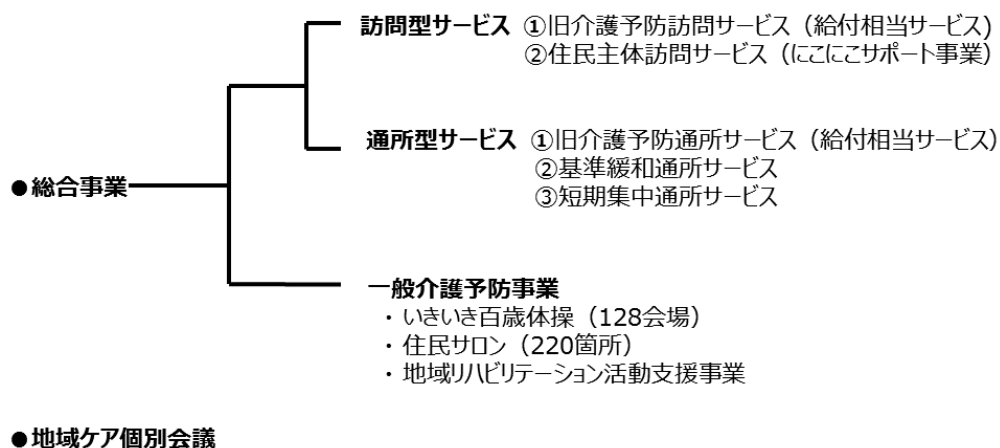 訪問型サービス ①旧介護予防訪問サービス（給付相当サービス)
②住民主体訪問サービス（にこにこサポート事業）
通所型サービス ①旧介護予防通所サービス（給付相当サービス）
②基準緩和通所サービス
③短期集中通所サービス
●総合事業
一般介護予防事業
・いきいき百歳体操（128会場）
・住民サロン（220箇所）
・地域リハビリテーション活動支援事業
●地域ケア個別会議